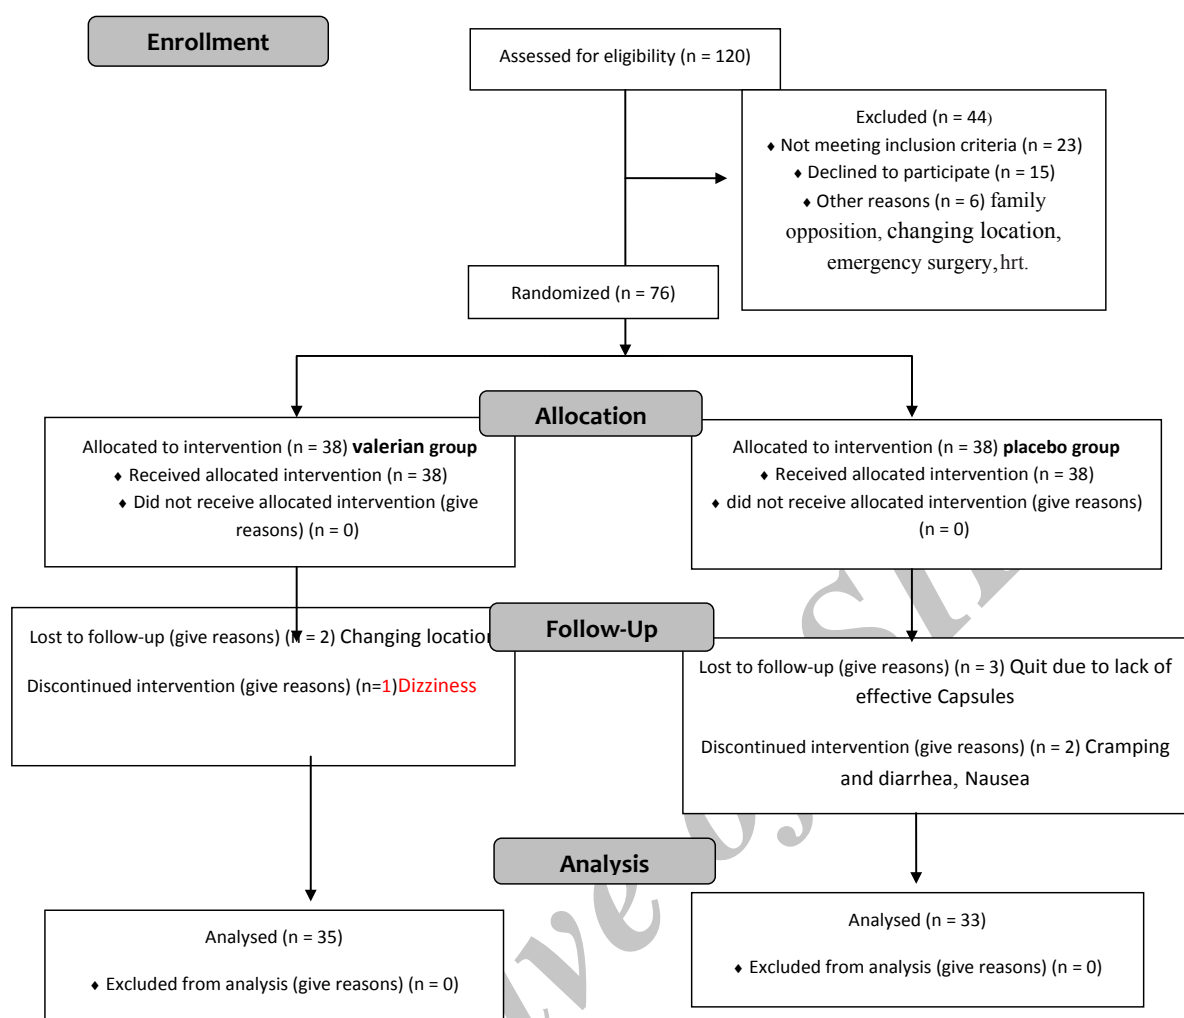 Enrollment
Assessed for eligibility (n = 120)
Excluded (n = 44)
♦ Not meeting inclusion criteria (n = 23)
♦ Declined to participate (n = 15)
♦ Other reasons (n = 6) family
opposition, changing location,
emergency surgery, hrt.
Randomized (n = 76)
Allocation
Allocated to intervention (n = 38) valerian group
♦ Received allocated intervention (n = 38)
♦ Did not receive allocated intervention (give
reasons) (n = 0)
Allocated to intervention (n = 38) placebo group
♦ Received allocated intervention (n = 38)
♦ did not receive allocated intervention (give reasons)
(n = 0)
Follow-Up
Lost to follow-up (give reasons) (n = 2) Changing location
Discontinued intervention (give reasons) (n=1)Dizziness
Lost to follow-up (give reasons) (n = 3) Quit due to lack of
effective Capsules
Discontinued intervention (give reasons) (n = 2) Cramping
and diarrhea, Nausea
Analysis
Analysed (n = 35)
♦ Excluded from analysis (give reasons) (n = 0)
Analysed (n = 33)
♦ Excluded from analysis (give reasons) (n = 0)